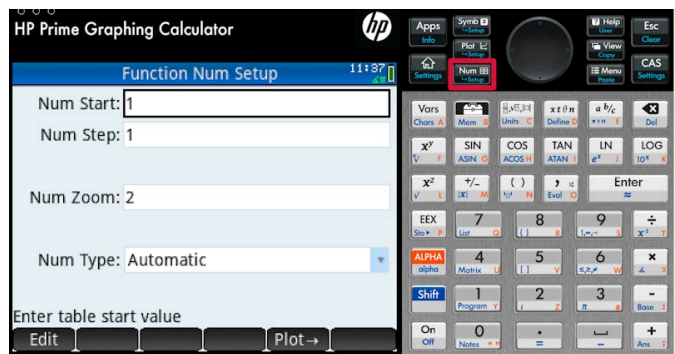 HP Prime Graphing Calculator
hp
Function Num Setup
11:37
Num Start: 1
Num Step: 1
Num Zoom: 2
Num Type: Automatic
Enter table start value
Edit Plot→
Apps Info
Symb Setup
Help User
Esc Clear
Plot Setup
View Copy
Settings
Num Setup
Menu Paste
CAS Settings
Vars Chars A
Mem B
Units C
x t θ n Define D
a b/c E
Del
xʸ F
SIN ASIN G
COS ACOS H
TAN ATAN I
LN eˣ J
LOG 10ˣ K
x² √ L
+/- |x| M
( ) N
, Eval O
Enter ≈
EEX Sto ▸ P
7 List Q
8 { } R
9 S
÷ x⁻¹ T
ALPHA alpha
4 Matrix U
5 [ ] V
6 ≤,≥,≠ W
× X
Shift
1 Program Y
2 i Z
3 π #
- Base :
On Off
0 Notes " "
. =
_
+ Ans ;